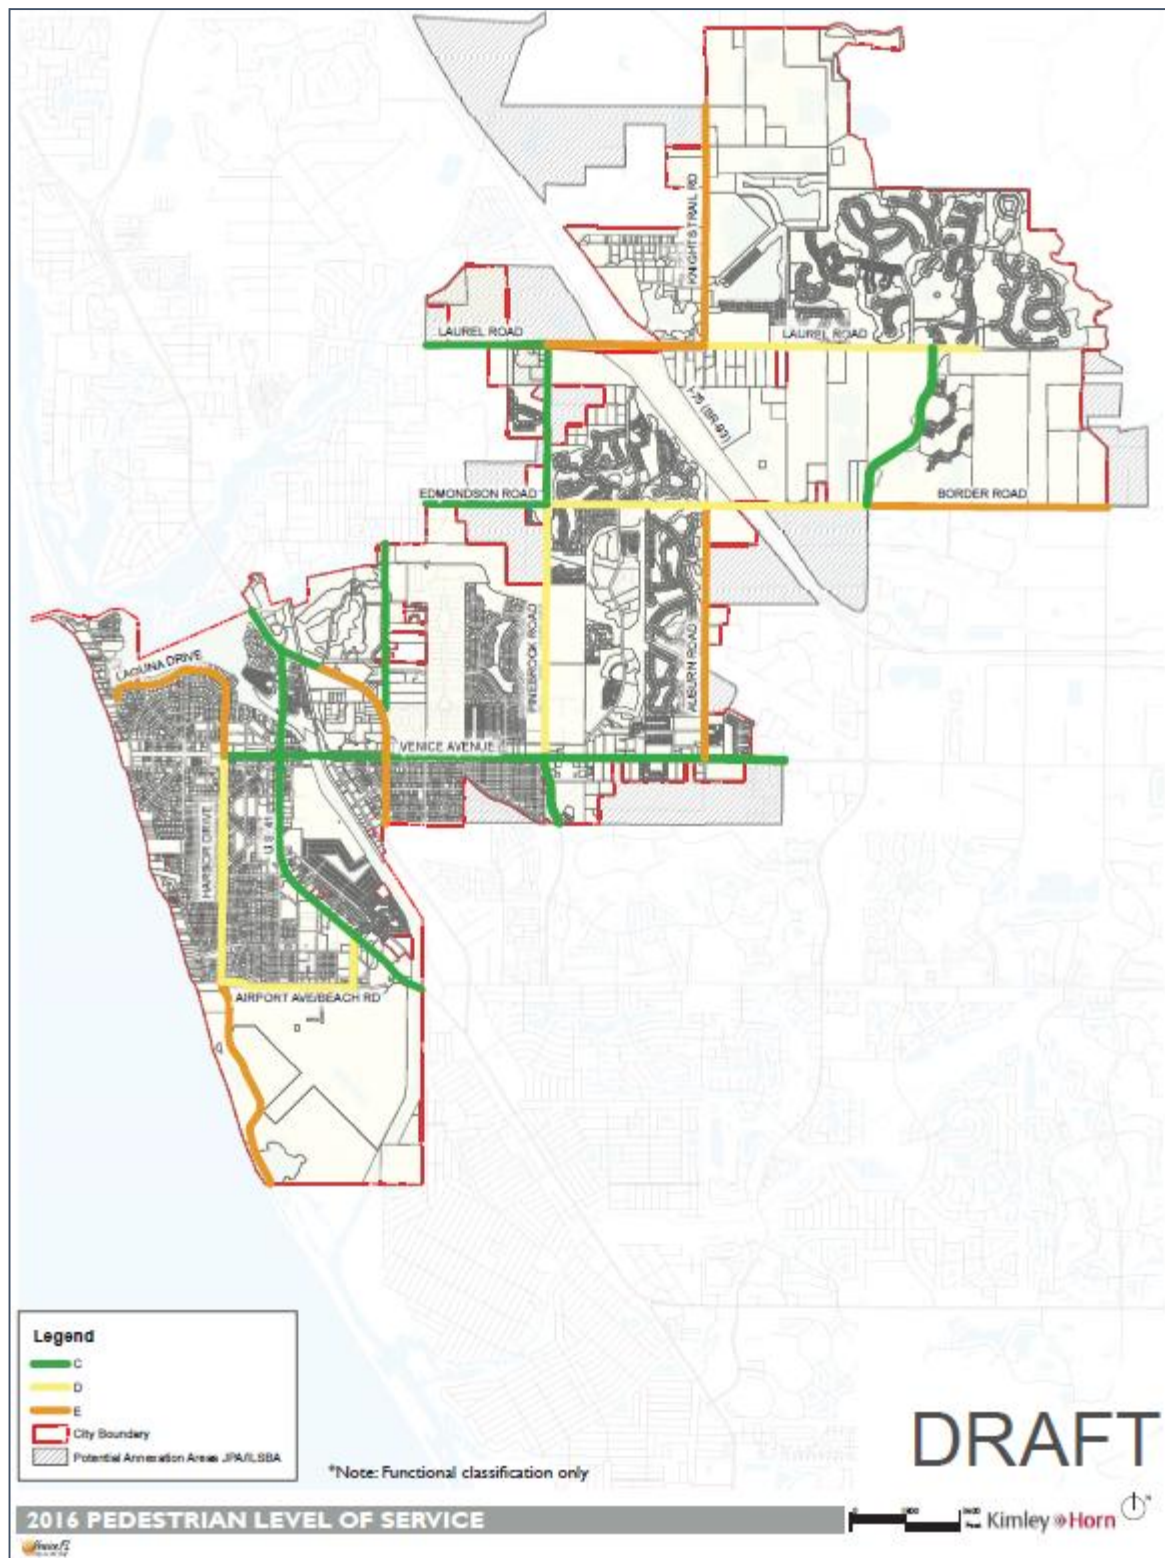 KNIGHTS TRAIL RD
LAUREL ROAD
LAUREL ROAD
I-75 (SR-93)
EDMONDSON ROAD
BORDER ROAD
PINEBROOK ROAD
AUBURN ROAD
LAGUNA DRIVE
VENICE AVENUE
HARBOR DRIVE
U.S. 41
AIRPORT AVE/BEACH RD
Legend
C
D
E
City Boundary
Potential Annexation Areas JPA/ILSBA
*Note: Functional classification only
DRAFT
2016 PEDESTRIAN LEVEL OF SERVICE
Kimley Horn